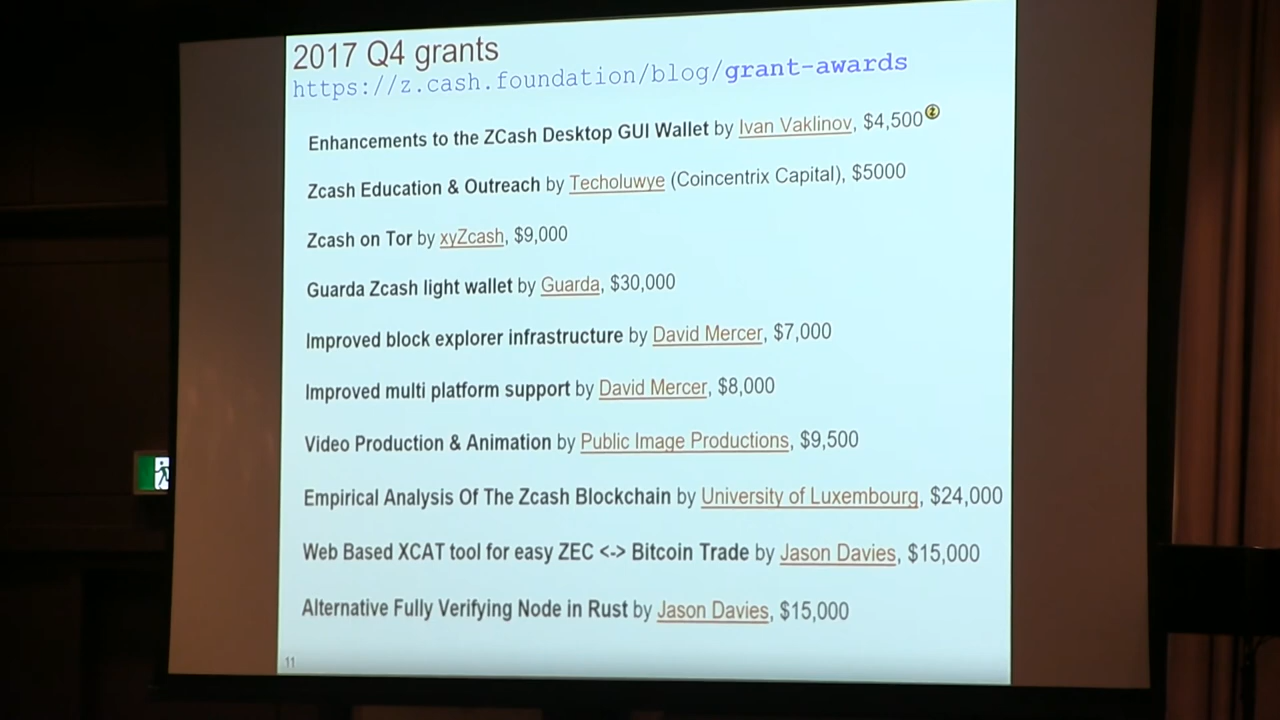 2017 Q4 grants
https://z.cash.foundation/blog/grant-awards
Enhancements to the ZCash Desktop GUI Wallet by Ivan Vaklinov, $4,500
Zcash Education & Outreach by Techoluwye (Coincentrix Capital), $5000
Zcash on Tor by xyZcash, $9,000
Guarda Zcash light wallet by Guarda, $30,000
Improved block explorer infrastructure by David Mercer, $7,000
Improved multi platform support by David Mercer, $8,000
Video Production & Animation by Public Image Productions, $9,500
Empirical Analysis Of The Zcash Blockchain by University of Luxembourg, $24,000
Web Based XCAT tool for easy ZEC <-> Bitcoin Trade by Jason Davies, $15,000
Alternative Fully Verifying Node in Rust by Jason Davies, $15,000
11